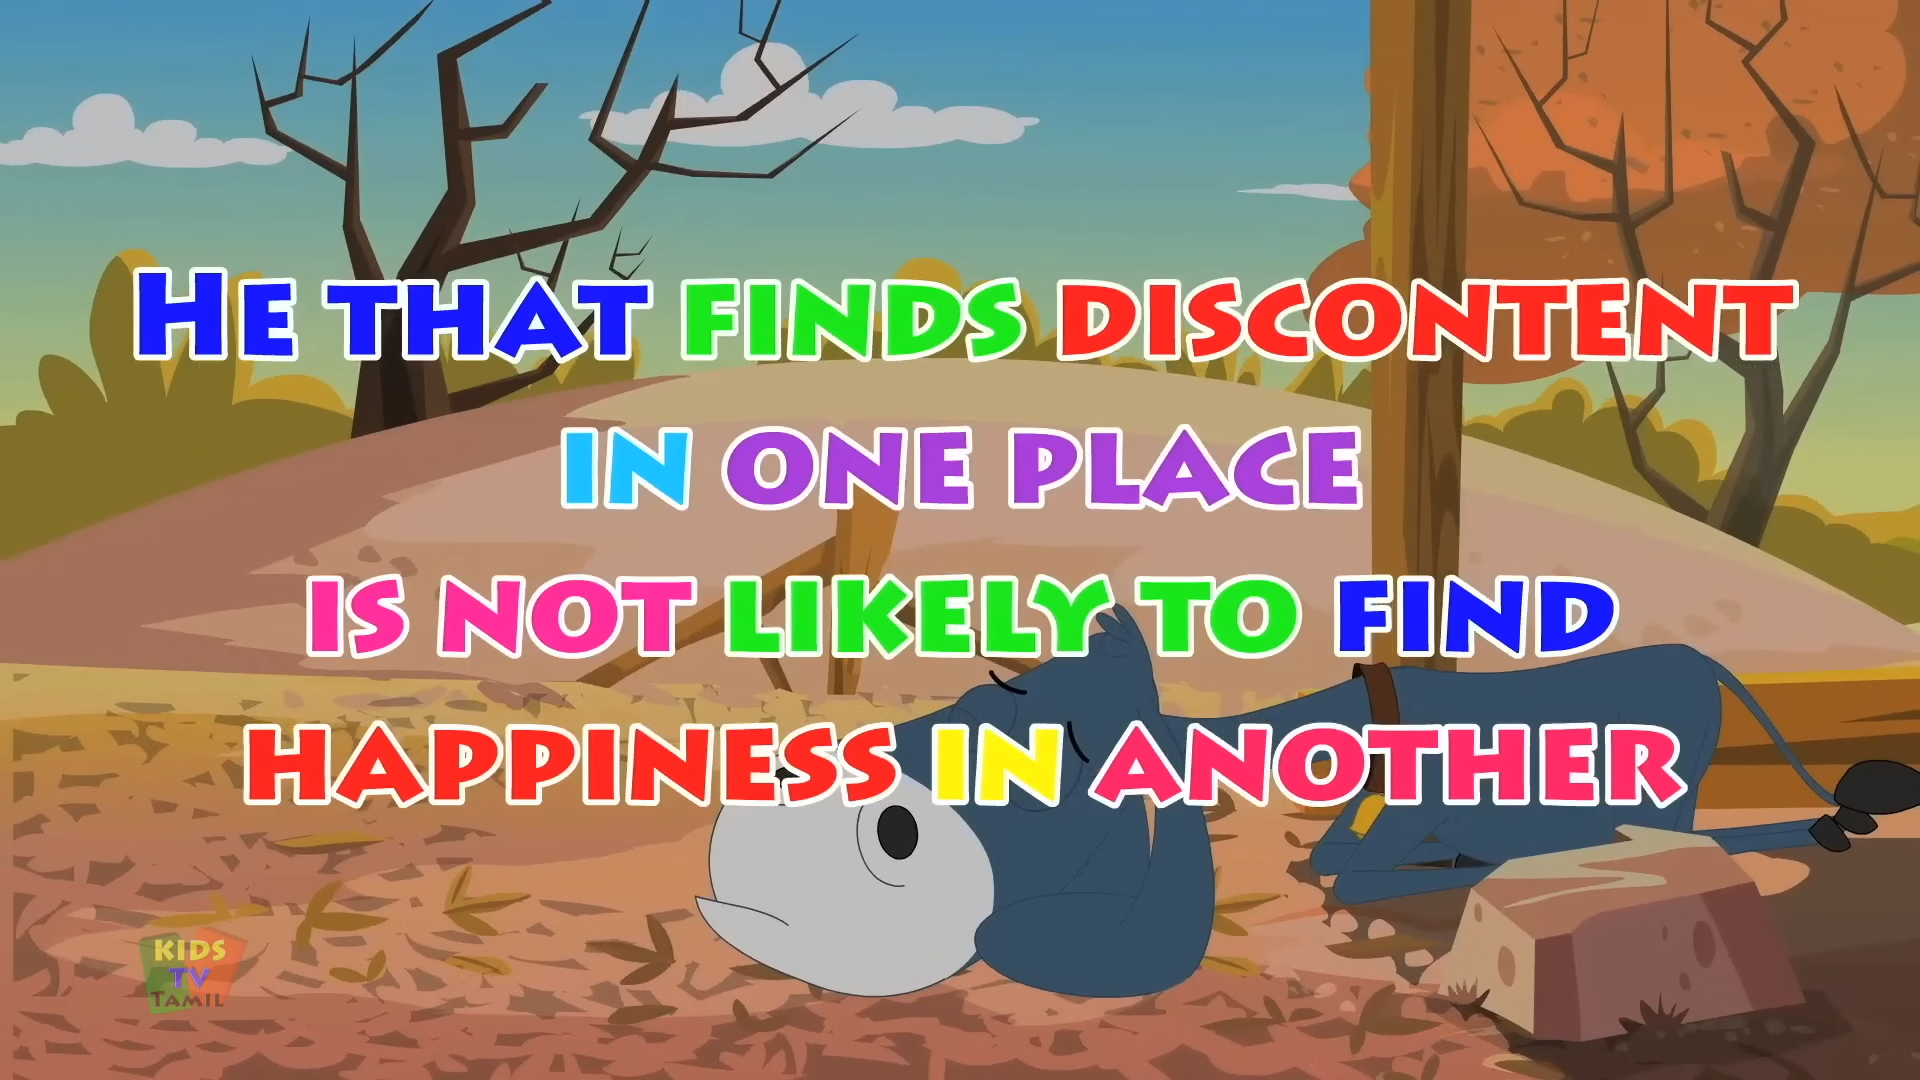 HE THAT FINDS DISCONTENT
IN ONE PLACE
IS NOT LIKELY TO FIND
HAPPINESS IN ANOTHER
KIDS
TV
TAMIL